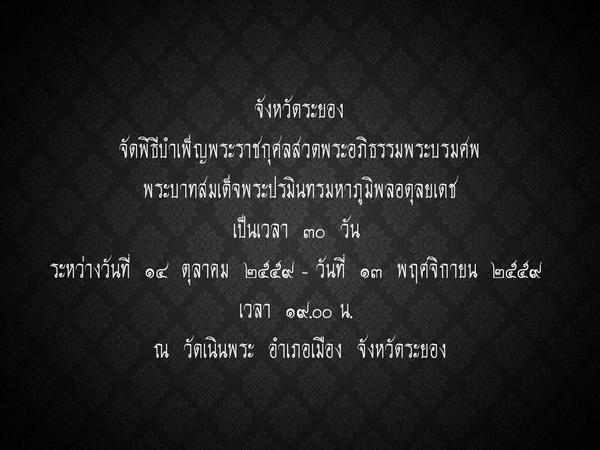 จังหวัดระยอง
จัดพิธีบำเพ็ญพระราชกุศลสวดพระอภิธรรมพระบรมศพ
พระบาทสมเด็จพระปรมินทรมหาภูมิพลอดุลยเดช
เป็นเวลา ๓๐ วัน
ระหว่างวันที่ ๑๔ ตุลาคม ๒๕๕๙ - วันที่ ๑๓ พฤศจิกายน ๒๕๕๙
เวลา ๑๙.๐๐ น.
ณ วัดเนินพระ อำเภอเมือง จังหวัดระยอง